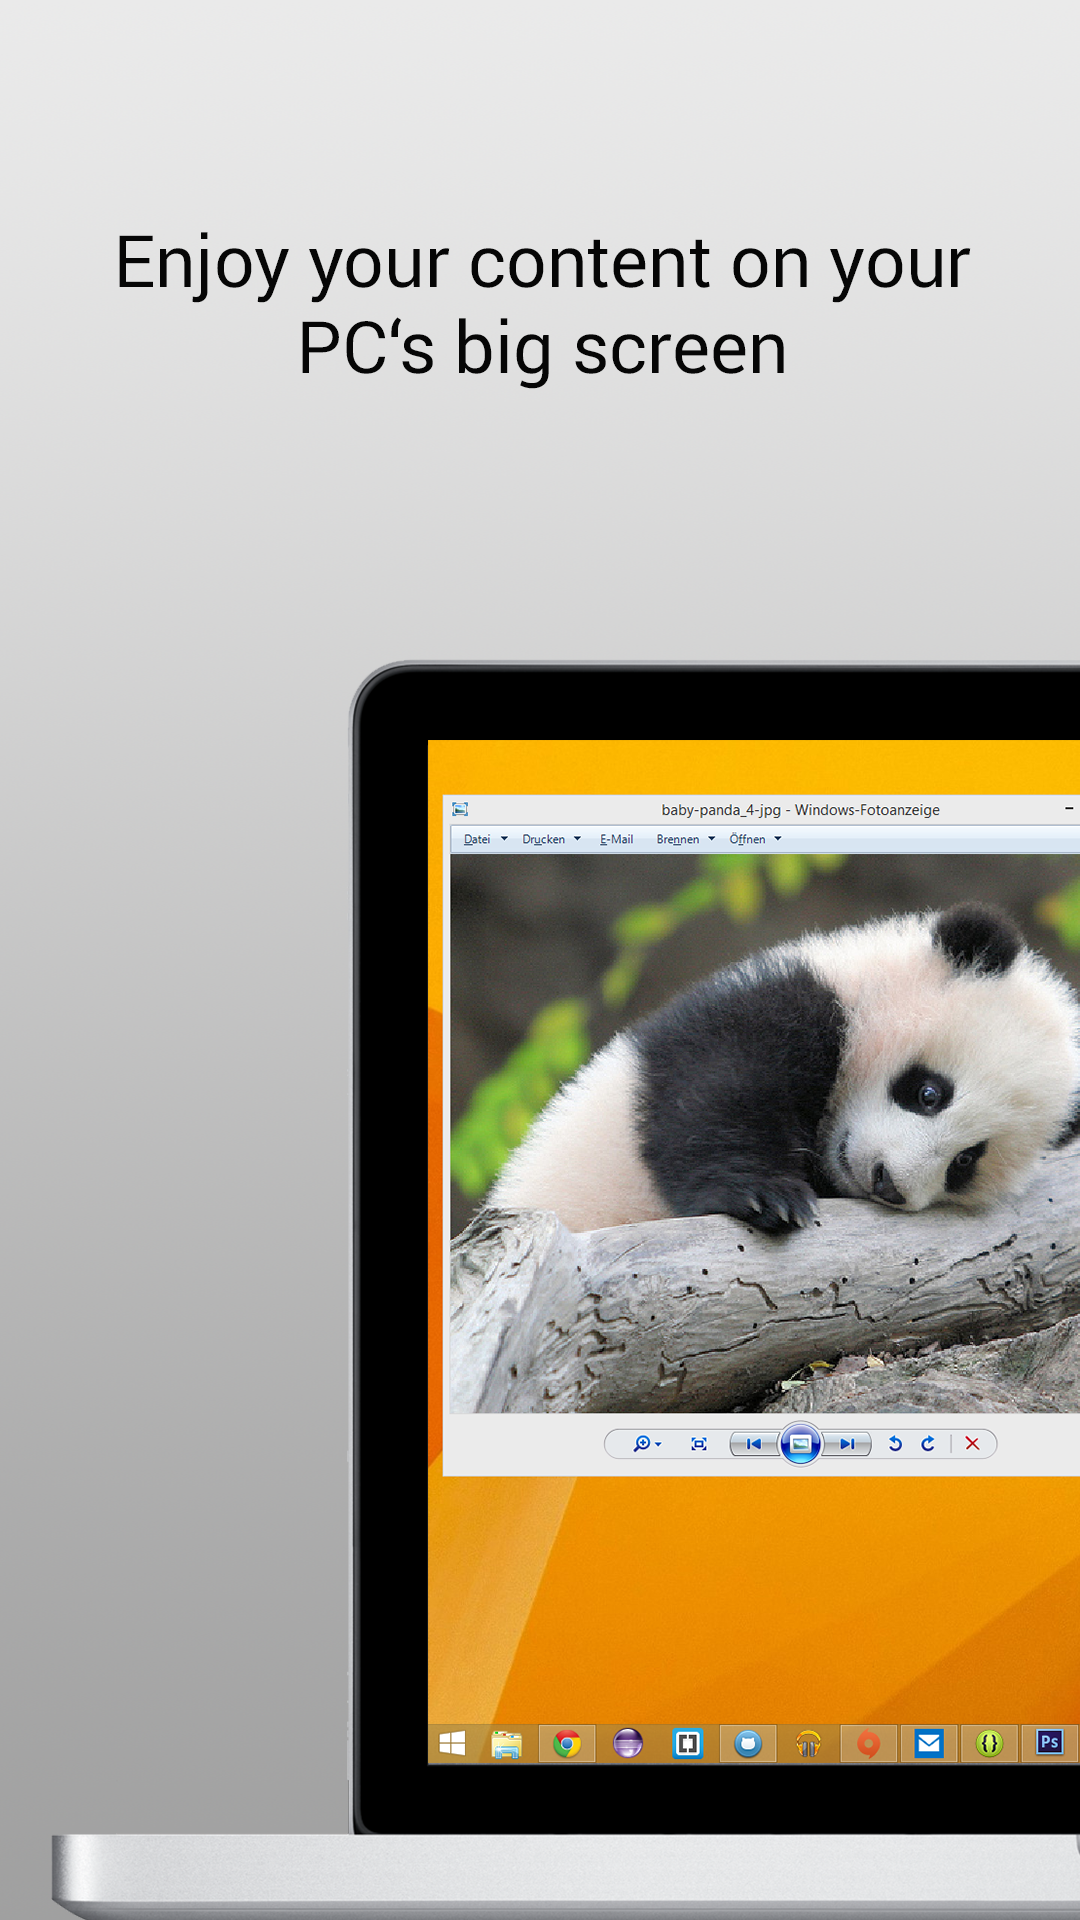 Enjoy your content on your
PC‘s big screen
baby-panda_4-jpg - Windows-Fotoanzeige
Datei Drucken E-Mail Brennen Öffnen
Ps